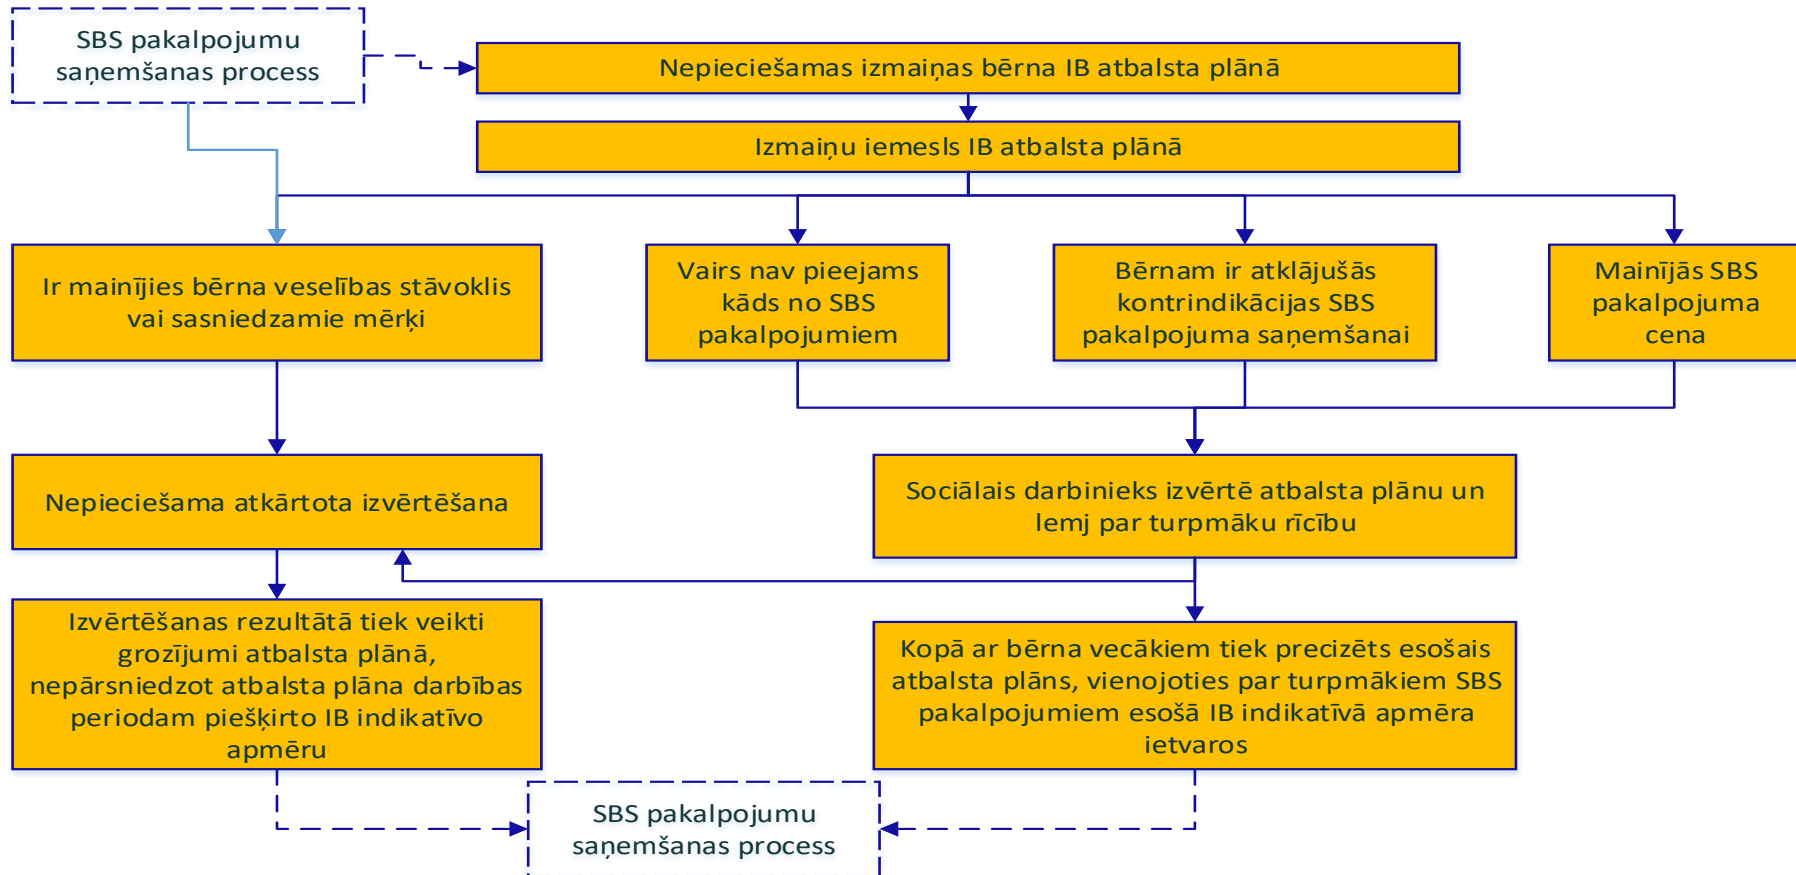 SBS pakalpojumu
saņemšanas process
Nepieciešamas izmaiņas bērna IB atbalsta plānā
Izmaiņu iemesls IB atbalsta plānā
Ir mainījies bērna veselības stāvoklis
vai sasniedzamie mērķi
Vairs nav pieejams
kāds no SBS
pakalpojumiem
Bērnam ir atklājušās
kontrindikācijas SBS
pakalpojuma saņemšanai
Mainījās SBS
pakalpojuma
cena
Nepieciešama atkārtota izvērtēšana
Sociālais darbinieks izvērtē atbalsta plānu un
lemj par turpmāku rīcību
Izvērtēšanas rezultātā tiek veikti
grozījumi atbalsta plānā,
nepārsniedzot atbalsta plāna darbības
periodam piešķirto IB indikatīvo
apmēru
Kopā ar bērna vecākiem tiek precizēts esošais
atbalsta plāns, vienojoties par turpmākiem SBS
pakalpojumiem esošā IB indikatīvā apmēra
ietvaros
SBS pakalpojumu
saņemšanas process